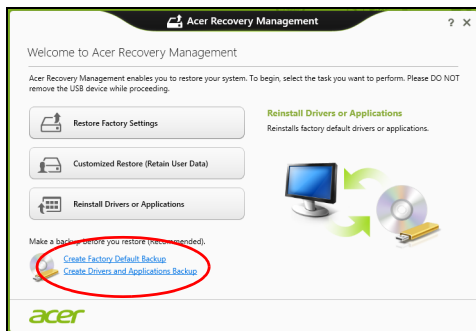 Acer Recovery Management
? X
Welcome to Acer Recovery Management
Acer Recovery Management enables you to restore your system. To begin, select the task you want to perform. Please DO NOT
remove the USB device while proceeding.
Restore Factory Settings
Customized Restore (Retain User Data)
Reinstall Drivers or Applications
Reinstall Drivers or Applications
Reinstalls factory default drivers or applications.
Make a backup before you restore (Recommended).
Create Factory Default Backup
Create Drivers and Applications Backup
acer